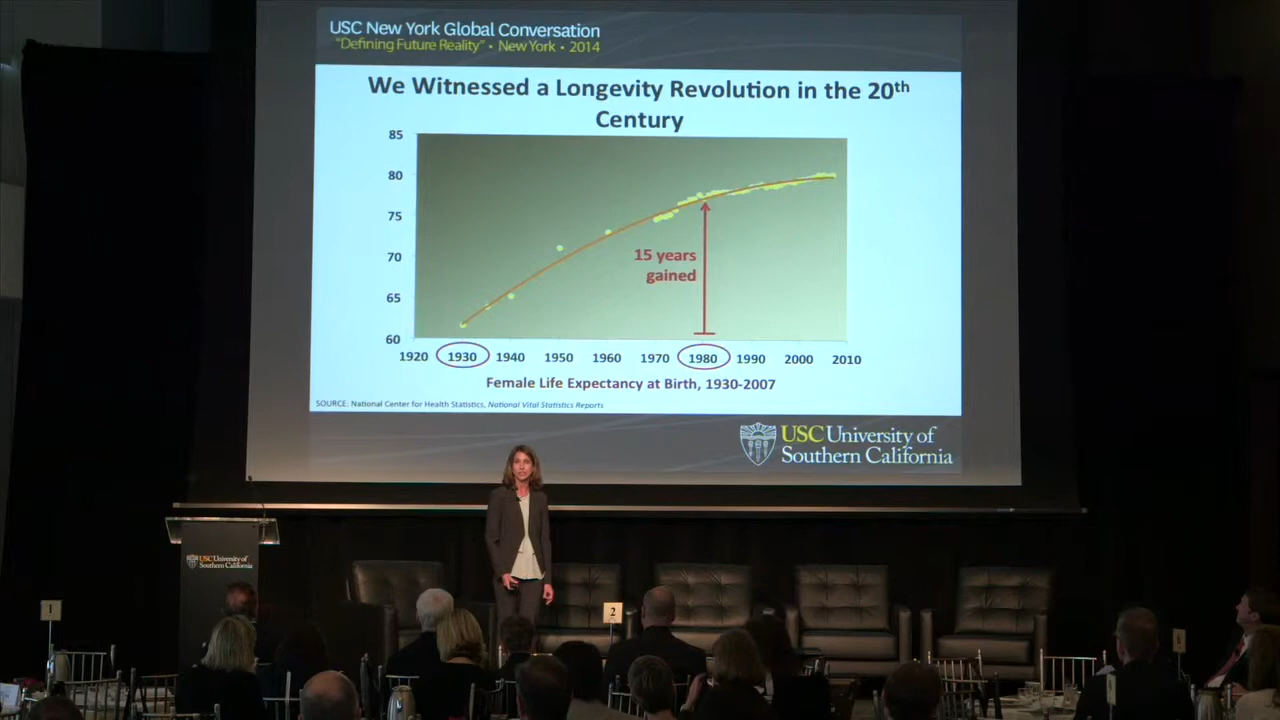 USC New York Global Conversation
"Defining Future Reality" • New York • 2014
We Witnessed a Longevity Revolution in the 20th
Century
85
80
75
70
65
60
15 years
gained
1920 1930 1940 1950 1960 1970 1980 1990 2000 2010
Female Life Expectancy at Birth, 1930-2007
SOURCE: National Center for Health Statistics, National Vital Statistics Reports
USC University of
Southern California
USC University of
Southern California
1
2